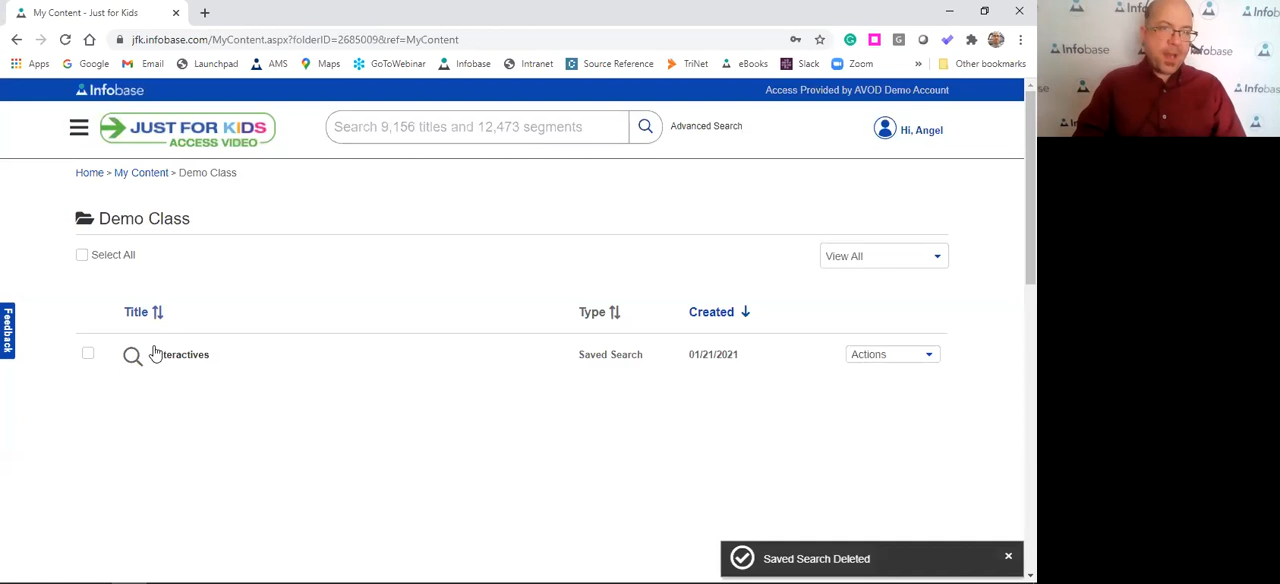 My Content - Just for Kids
jfk.infobase.com/MyContent.aspx?folderID=2685009&ref=MyContent
Apps Google Email Launchpad AMS Maps GoToWebinar Infobase Intranet Source Reference TriNet eBooks Slack Zoom » Other bookmarks
Infobase
Access Provided by AVOD Demo Account
JUST FOR KIDS
ACCESS VIDEO
Search 9,156 titles and 12,473 segments
Advanced Search
Hi, Angel
Home > My Content > Demo Class
Demo Class
Select All
View All
Feedback
Title Type Created
teractives Saved Search 01/21/2021 Actions
Saved Search Deleted
Infobase